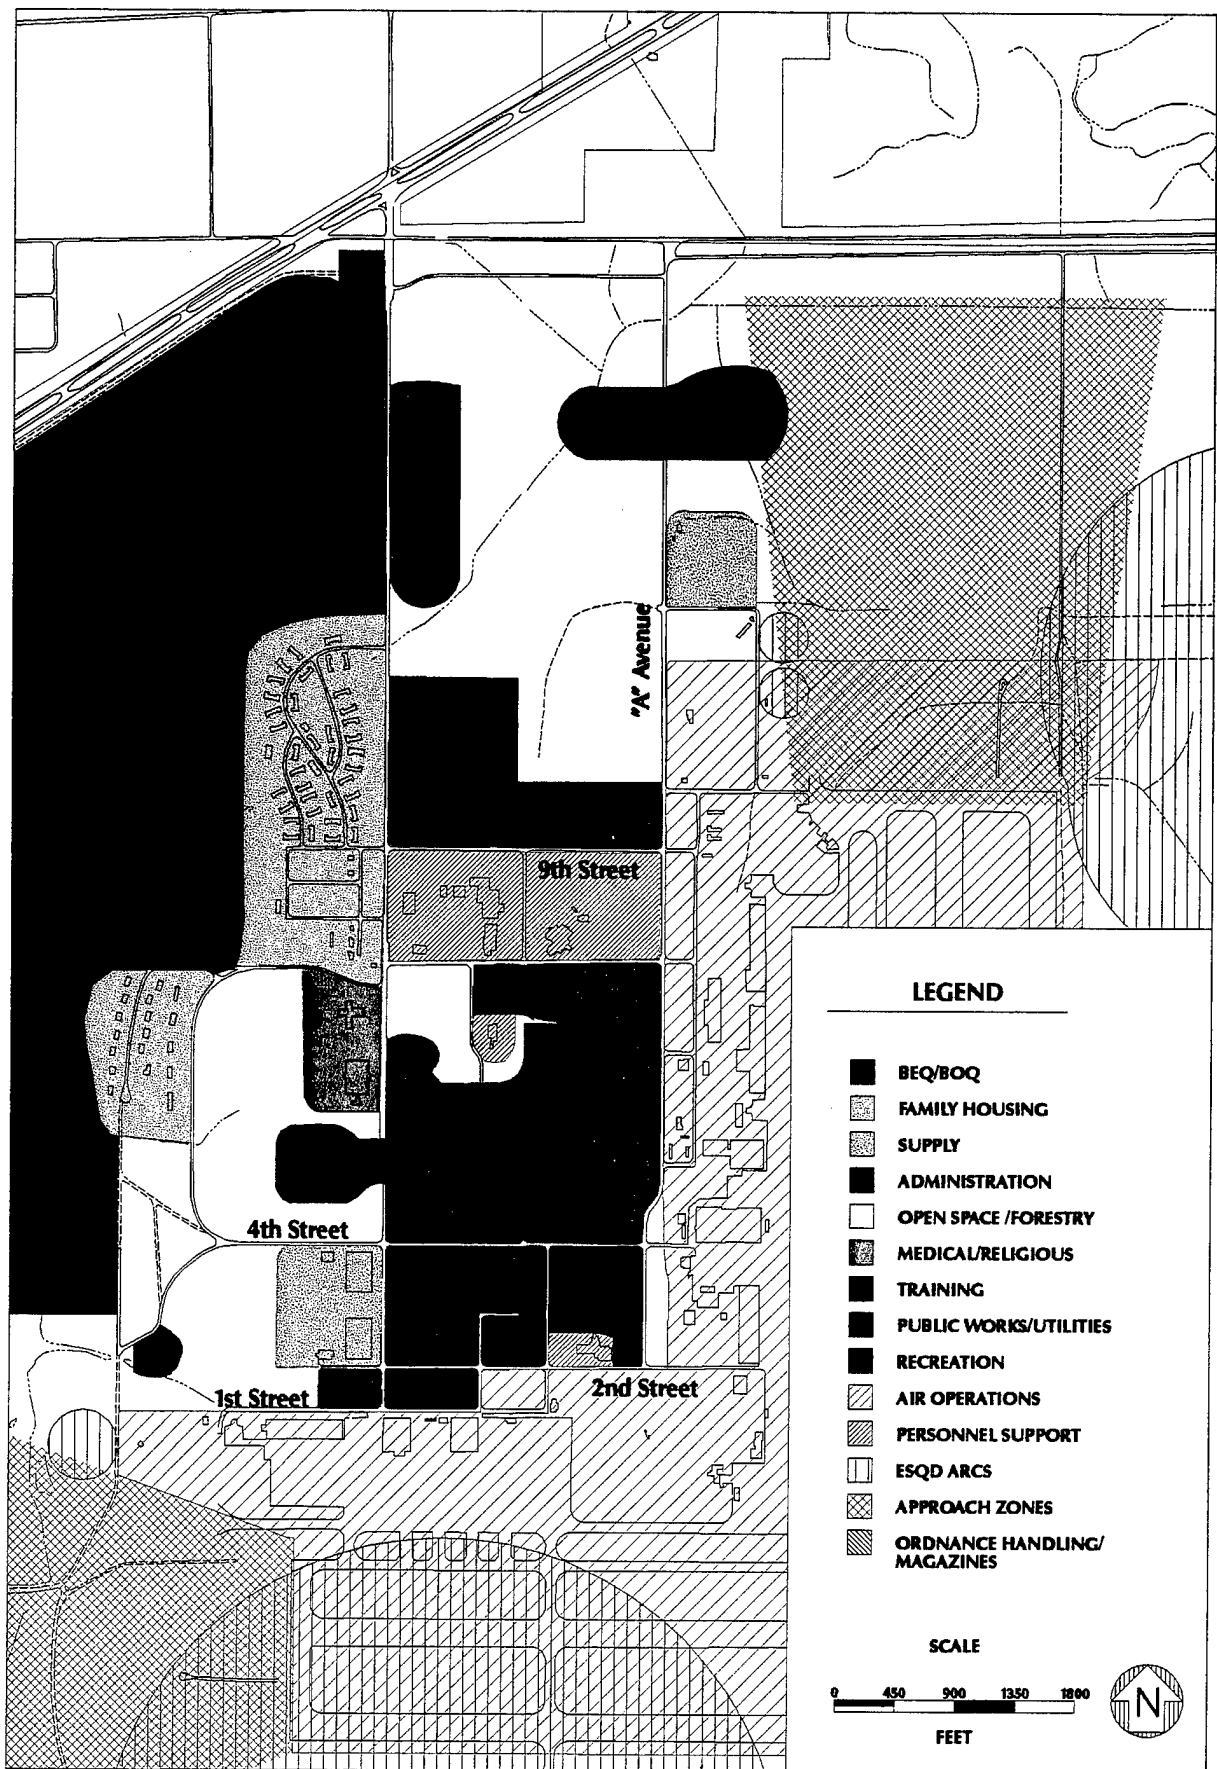 "A" Avenue
9th Street
4th Street
1st Street
2nd Street
LEGEND
BEQ/BOQ
FAMILY HOUSING
SUPPLY
ADMINISTRATION
OPEN SPACE /FORESTRY
MEDICAL/RELIGIOUS
TRAINING
PUBLIC WORKS/UTILITIES
RECREATION
AIR OPERATIONS
PERSONNEL SUPPORT
ESQD ARCS
APPROACH ZONES
ORDNANCE HANDLING/
MAGAZINES
SCALE
0 450 900 1350 1800
FEET
N